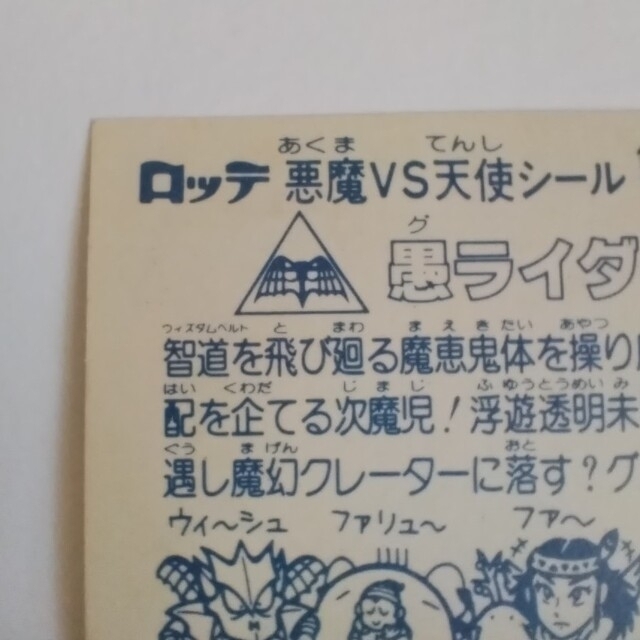 あくま てんし
ロッテ 悪魔VS天使シール
グ
愚ライダ
ウィズダムベルト と まわ まえきたい あやつ
智道を飛び廻る魔恵鬼体を操り
はい くわだ じまじ ふゆうとうめいみ
配を企てる次魔児!浮遊透明未
ぐう まげん おと
遇し魔幻クレーターに落す?グ
ウィ〜シュ ファリュ〜 ファ〜